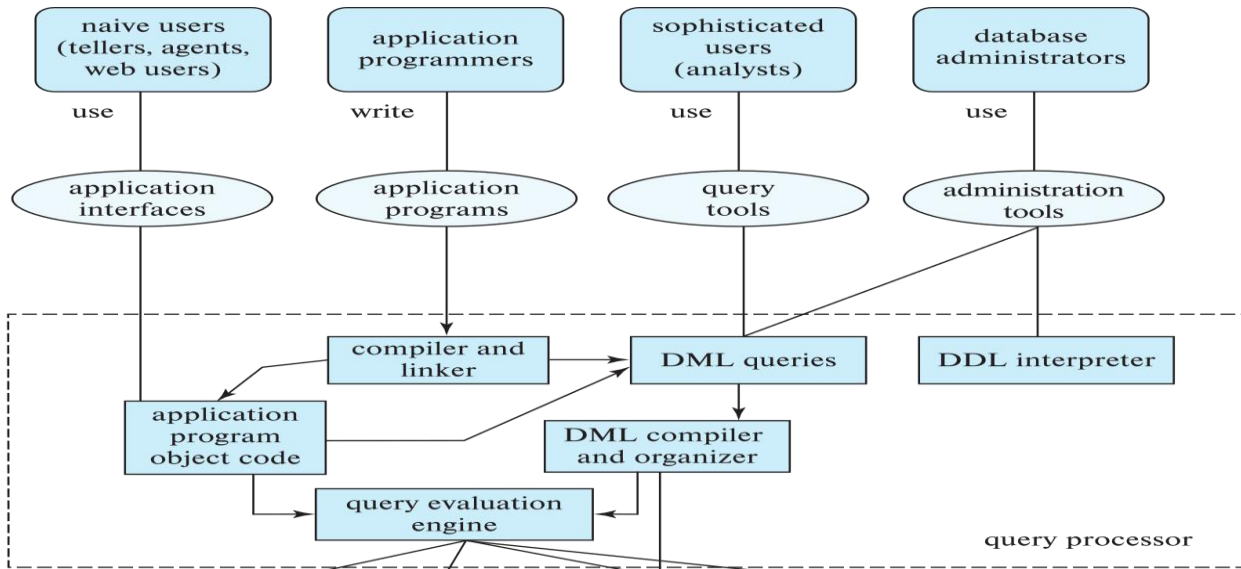 naive users
(tellers, agents,
web users)
application
programmers
sophisticated
users
(analysts)
database
administrators
use
write
use
use
application
interfaces
application
programs
query
tools
administration
tools
compiler and
linker
DML queries
DDL interpreter
application
program
object code
DML compiler
and organizer
query evaluation
engine
query processor